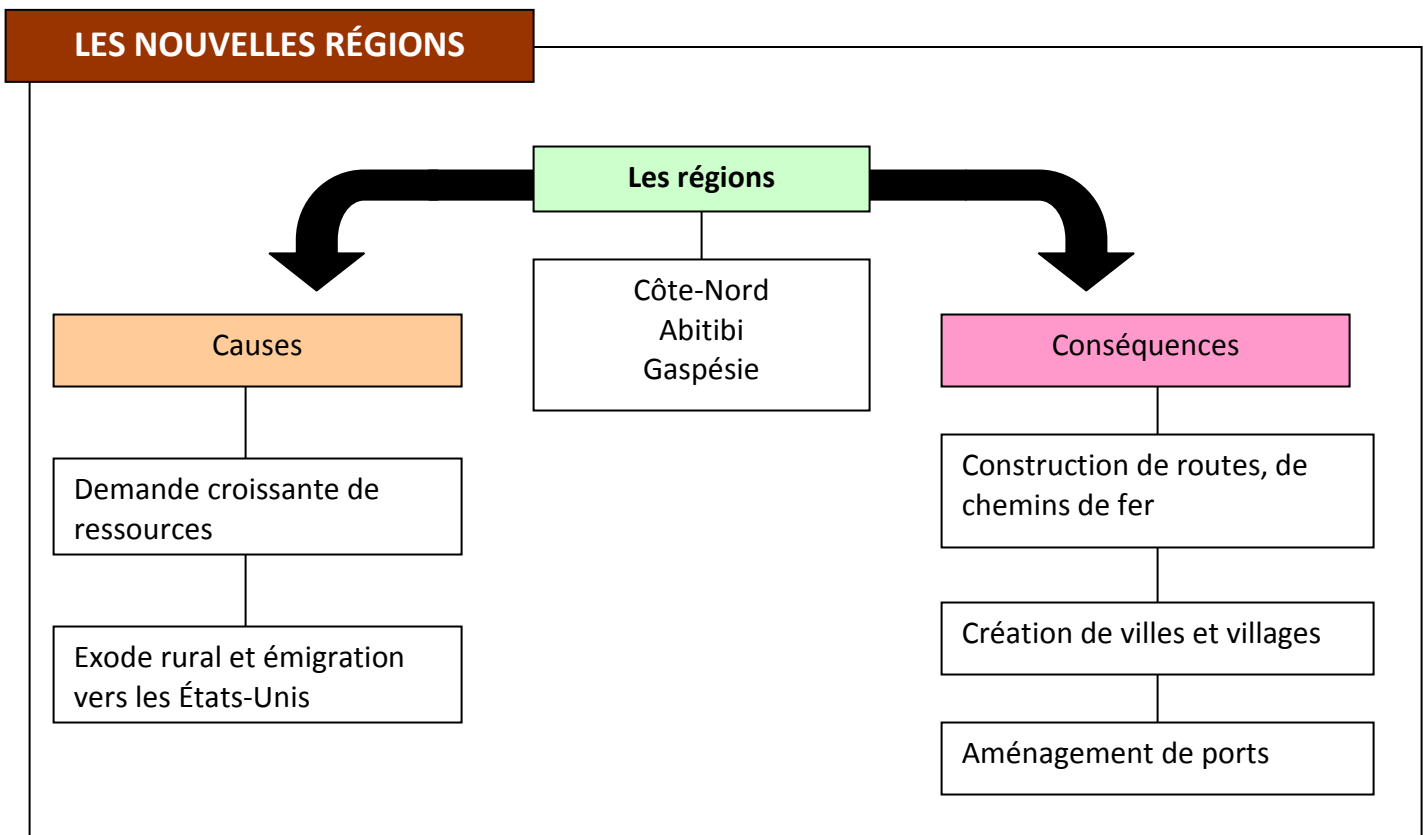 LES NOUVELLES RÉGIONS
Les régions
Côte-Nord
Abitibi
Gaspésie
Causes
Demande croissante de
ressources
Exode rural et émigration
vers les États-Unis
Conséquences
Construction de routes, de
chemins de fer
Création de villes et villages
Aménagement de ports